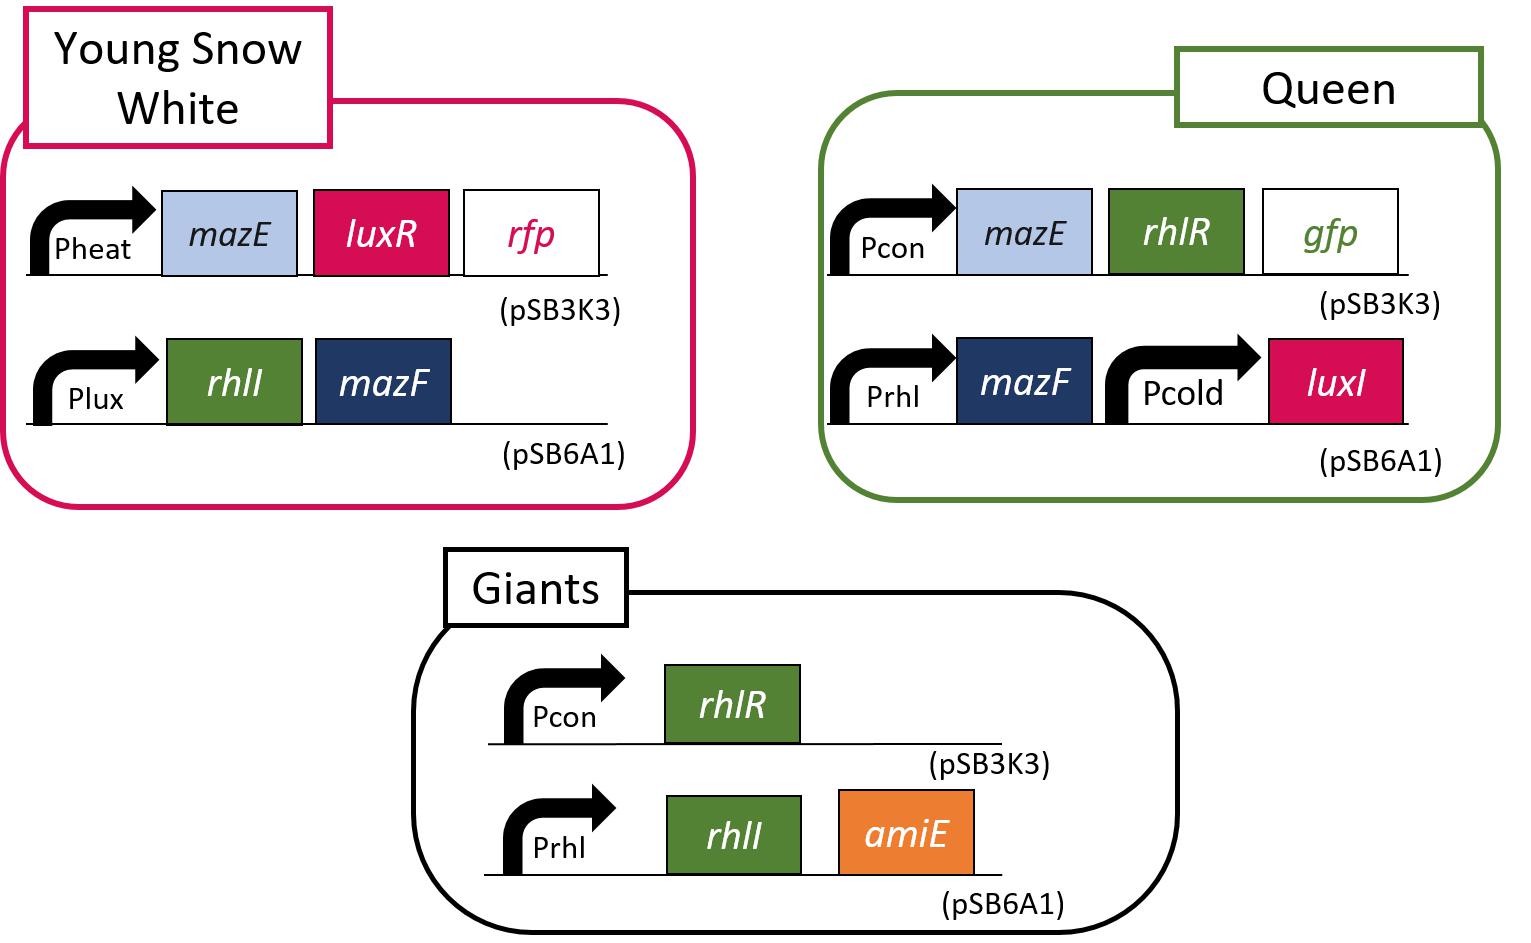 Young Snow
White
Pheat
mazE
luxR
rfp
(pSB3K3)
Plux
rhlI
mazF
(pSB6A1)
Queen
Pcon
mazE
rhlR
gfp
(pSB3K3)
Prhl
mazF
Pcold
luxI
(pSB6A1)
Giants
Pcon
rhlR
(pSB3K3)
Prhl
rhlI
amiE
(pSB6A1)